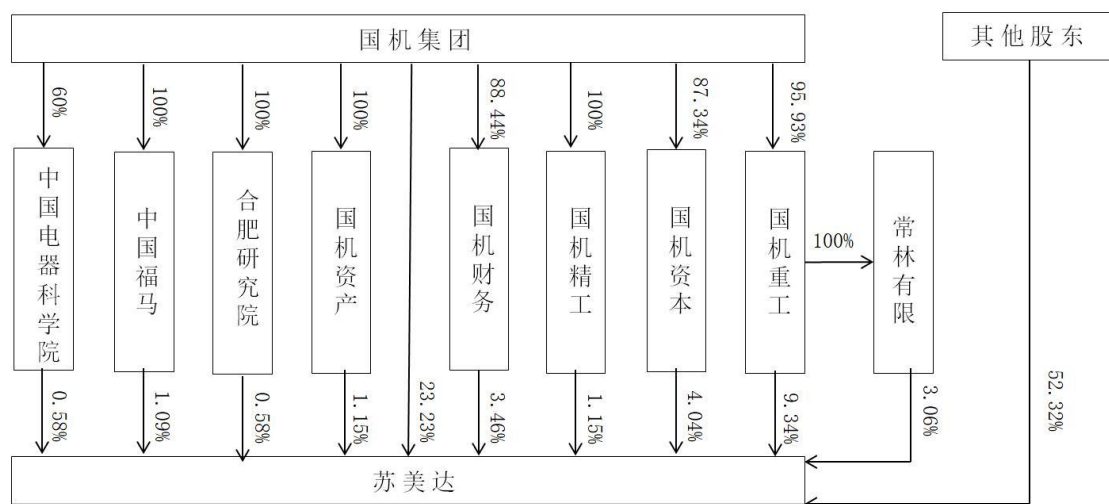 国机集团
其他股东
60%
100%
100%
100%
88.44%
100%
87.34%
95.93%
中国电器科学院
中国福马
合肥研究院
国机资产
国机财务
国机精工
国机资本
国机重工
100%
常林有限
0.58%
1.09%
0.58%
1.15%
23.23%
3.46%
1.15%
4.04%
9.34%
3.06%
52.32%
苏美达